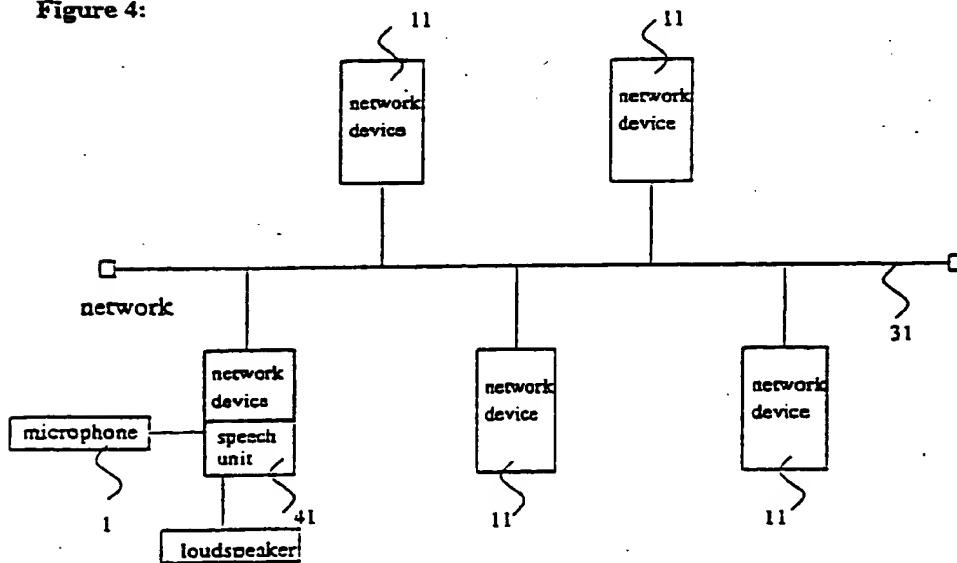 Figure 4:
11
11
network
device
network
device
network
31
network
device
speech
unit
41
microphone
1
loudspeaker
network
device
11
network
device
11